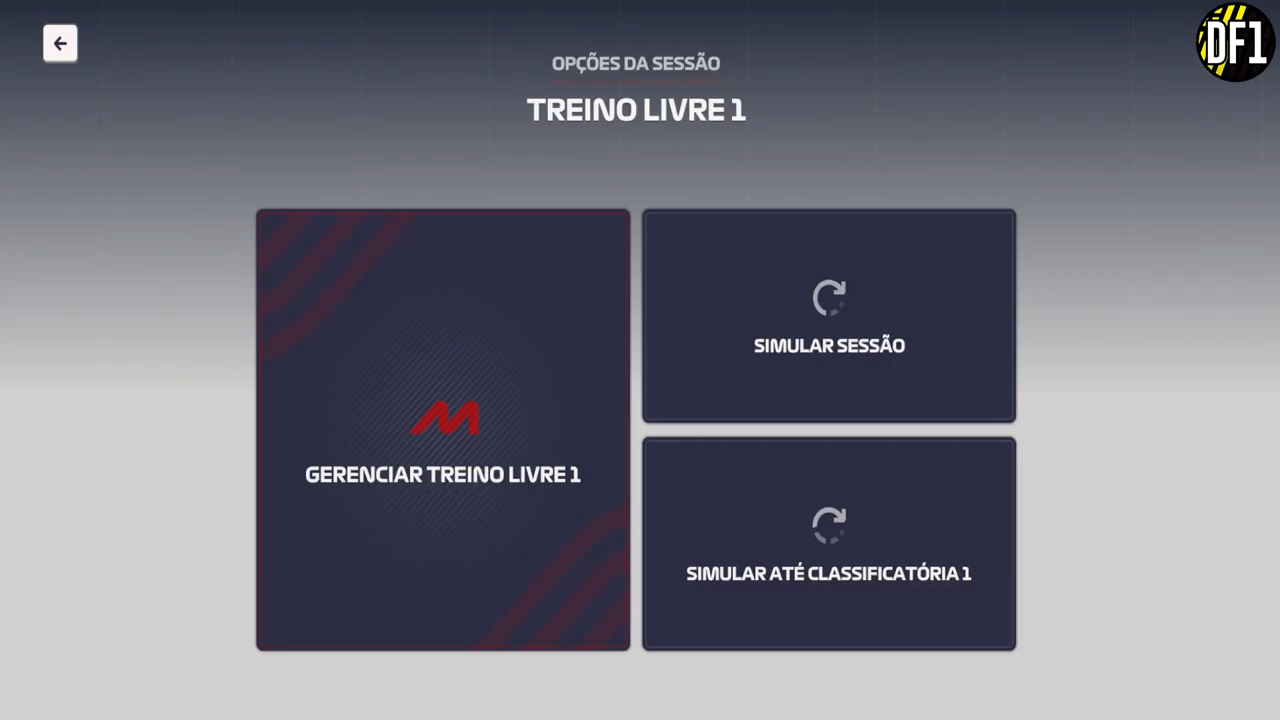 DF1
OPÇÕES DA SESSÃO
TREINO LIVRE 1
GERENCIAR TREINO LIVRE 1
SIMULAR SESSÃO
SIMULAR ATÉ CLASSIFICATÓRIA 1